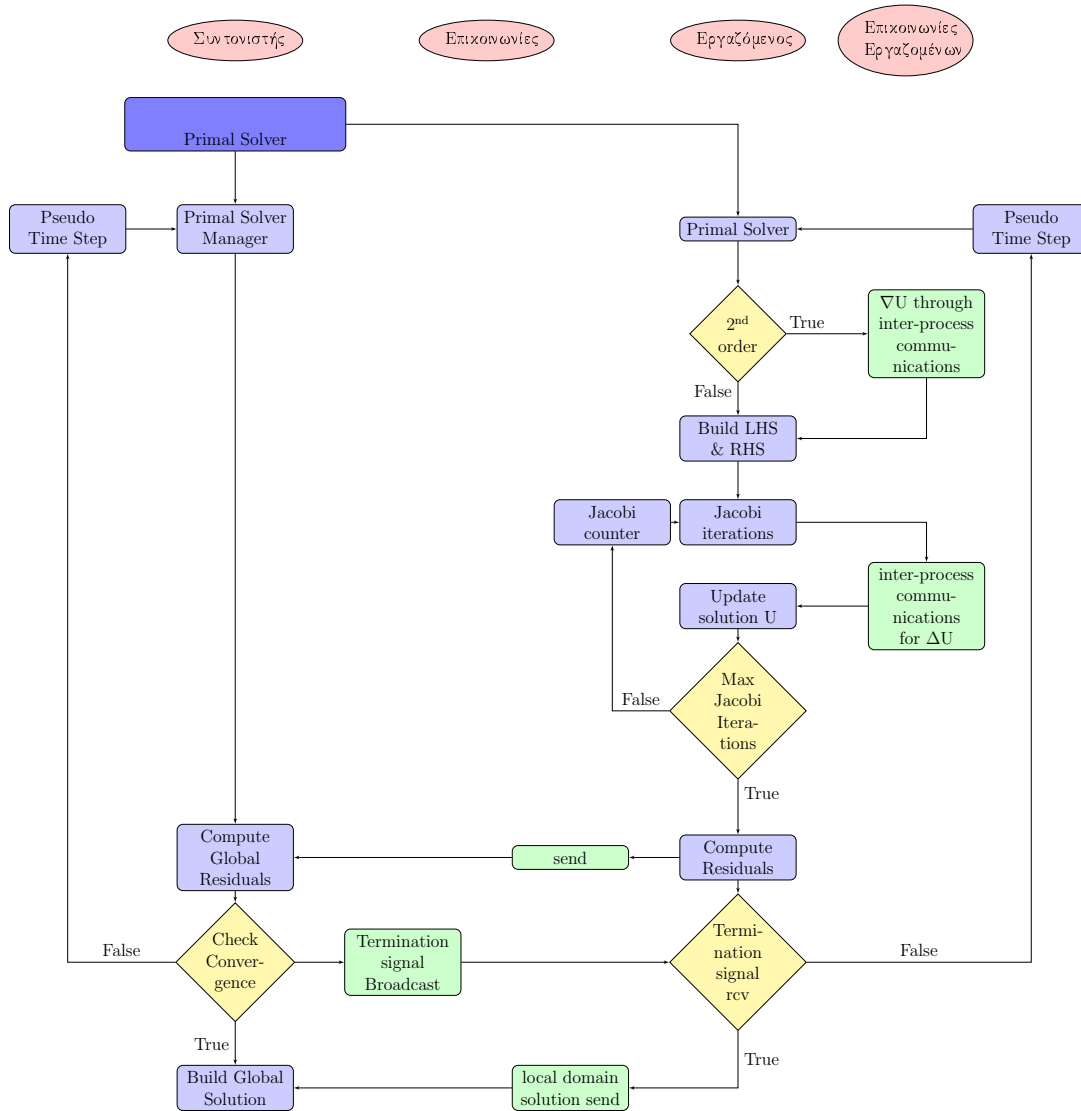 Συντονιστής
Επικοινωνίες
Εργαζόμενος
Επικοινωνίες
Εργαζομένων
Primal Solver
Pseudo
Time Step
Primal Solver
Manager
Primal Solver
Pseudo
Time Step
2nd
order
True
∇U through
inter-process
commu-
nications
False
Build LHS
& RHS
Jacobi
counter
Jacobi
iterations
inter-process
commu-
nications
for ΔU
Update
solution U
Max
Jacobi
Itera-
tions
False
True
Compute
Global
Residuals
send
Compute
Residuals
False
Check
Conver-
gence
Termination
signal
Broadcast
Termi-
nation
signal
rcv
False
True
True
Build Global
Solution
local domain
solution send